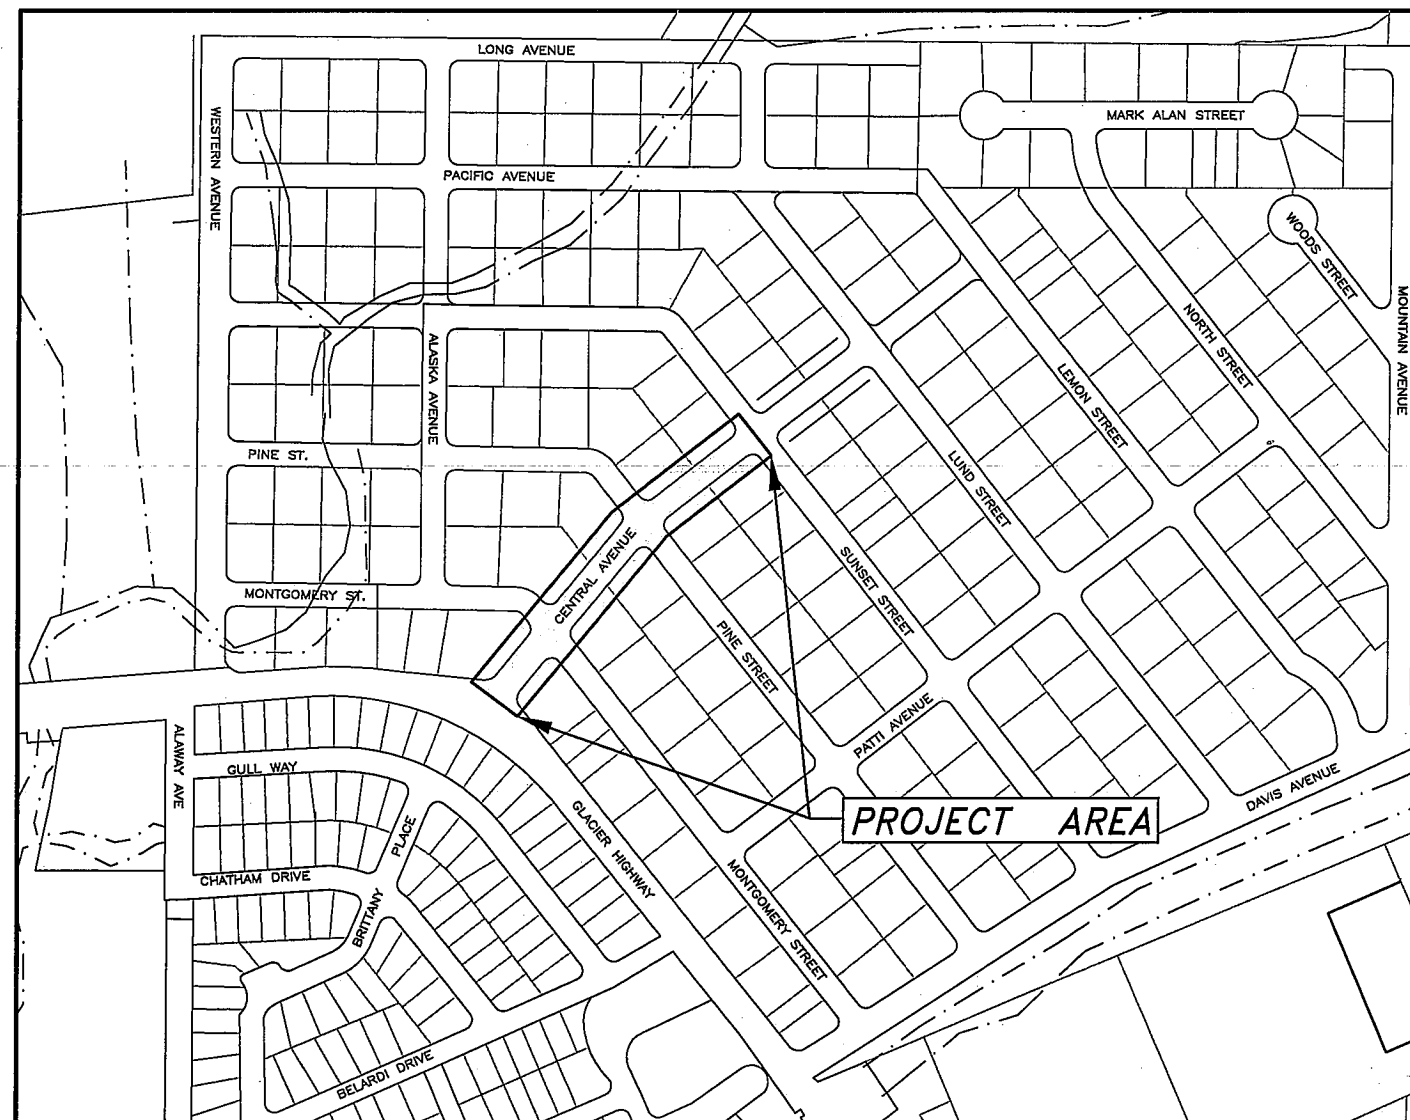 LONG AVENUE
WESTERN AVENUE
MARK ALAN STREET
PACIFIC AVENUE
WOODS STREET
MOUNTAIN AVENUE
NORTH STREET
ALASKA AVENUE
LEMON STREET
PINE ST.
LUND STREET
CENTRAL AVENUE
SUNSET STREET
MONTGOMERY ST.
PINE STREET
PATTI AVENUE
ALAWAY AVE
GULL WAY
DAVIS AVENUE
GLACIER HIGHWAY
PROJECT AREA
BRITTANY PLACE
CHATHAM DRIVE
MONTGOMERY STREET
BELARDI DRIVE